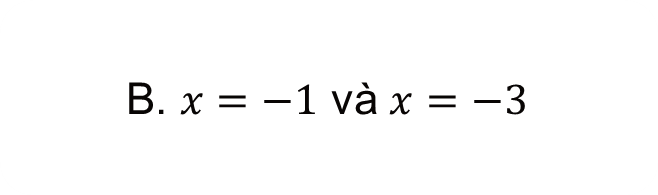 B. x = −1 và x = −3